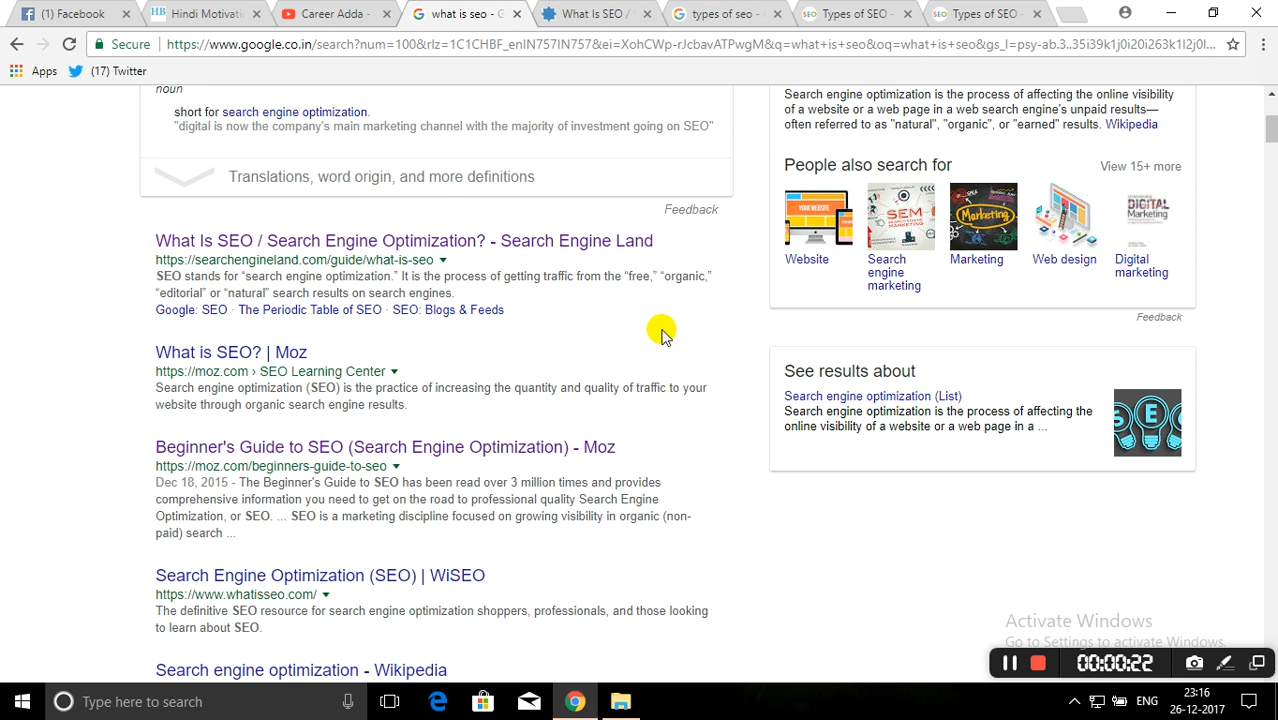 (1) Facebook
Hindi Motivati
Career Adda -
what is seo - G
What Is SEO /
types of seo -
Types of SEO -
Types of SEO -
Secure
https://www.google.co.in/search?num=100&rlz=1C1CHBF_enIN757IN757&ei=XohCWp-rJcbavATPwgM&q=what+is+seo&oq=what+is+seo&gs_l=psy-ab.3..35i39k1j0i20i263k1l2j0l...
Apps
(17) Twitter
noun
short for search engine optimization.
"digital is now the company's main marketing channel with the majority of investment going on SEO"
Translations, word origin, and more definitions
Feedback
What Is SEO / Search Engine Optimization? - Search Engine Land
https://searchengineland.com/guide/what-is-seo
SEO stands for “search engine optimization.” It is the process of getting traffic from the “free,” “organic,”
“editorial” or “natural” search results on search engines.
Google: SEO · The Periodic Table of SEO · SEO: Blogs & Feeds
What is SEO? | Moz
https://moz.com › SEO Learning Center
Search engine optimization (SEO) is the practice of increasing the quantity and quality of traffic to your
website through organic search engine results.
Beginner's Guide to SEO (Search Engine Optimization) - Moz
https://moz.com/beginners-guide-to-seo
Dec 18, 2015 - The Beginner's Guide to SEO has been read over 3 million times and provides
comprehensive information you need to get on the road to professional quality Search Engine
Optimization, or SEO. ... SEO is a marketing discipline focused on growing visibility in organic (non-
paid) search ...
Search Engine Optimization (SEO) | WiSEO
https://www.whatisseo.com/
The definitive SEO resource for search engine optimization shoppers, professionals, and those looking
to learn about SEO.
Search engine optimization - Wikipedia
Search engine optimization is the process of affecting the online visibility
of a website or a web page in a web search engine's unpaid results—
often referred to as "natural", "organic", or "earned" results. Wikipedia
People also search for
View 15+ more
YOUR WEBSITE
SEM
Marketing
DIGITAL
Marketing
Website
Search
engine
marketing
Marketing
Web design
Digital
marketing
Feedback
See results about
Search engine optimization (List)
Search engine optimization is the process of affecting the
online visibility of a website or a web page in a ...
S E O
Activate Windows
Go to Settings to activate Windows.
00:00:22
Type here to search
ENG
23:16
26-12-2017